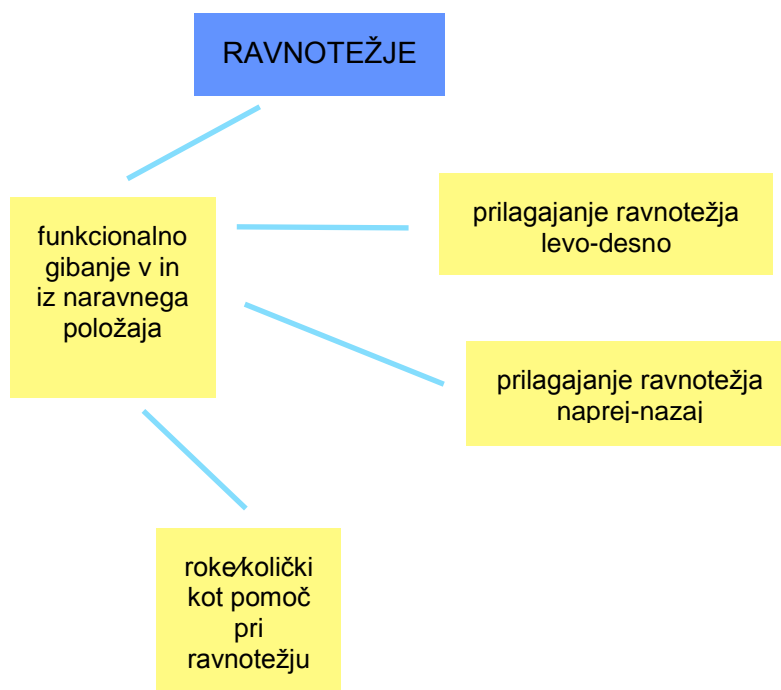 RAVNOTEŽJE
funkcionalno
gibanje v in
iz naravnega
položaja
prilagajanje ravnotežja
levo-desno
prilagajanje ravnotežja
naprej-nazaj
roke/količki
kot pomoč
pri
ravnotežju